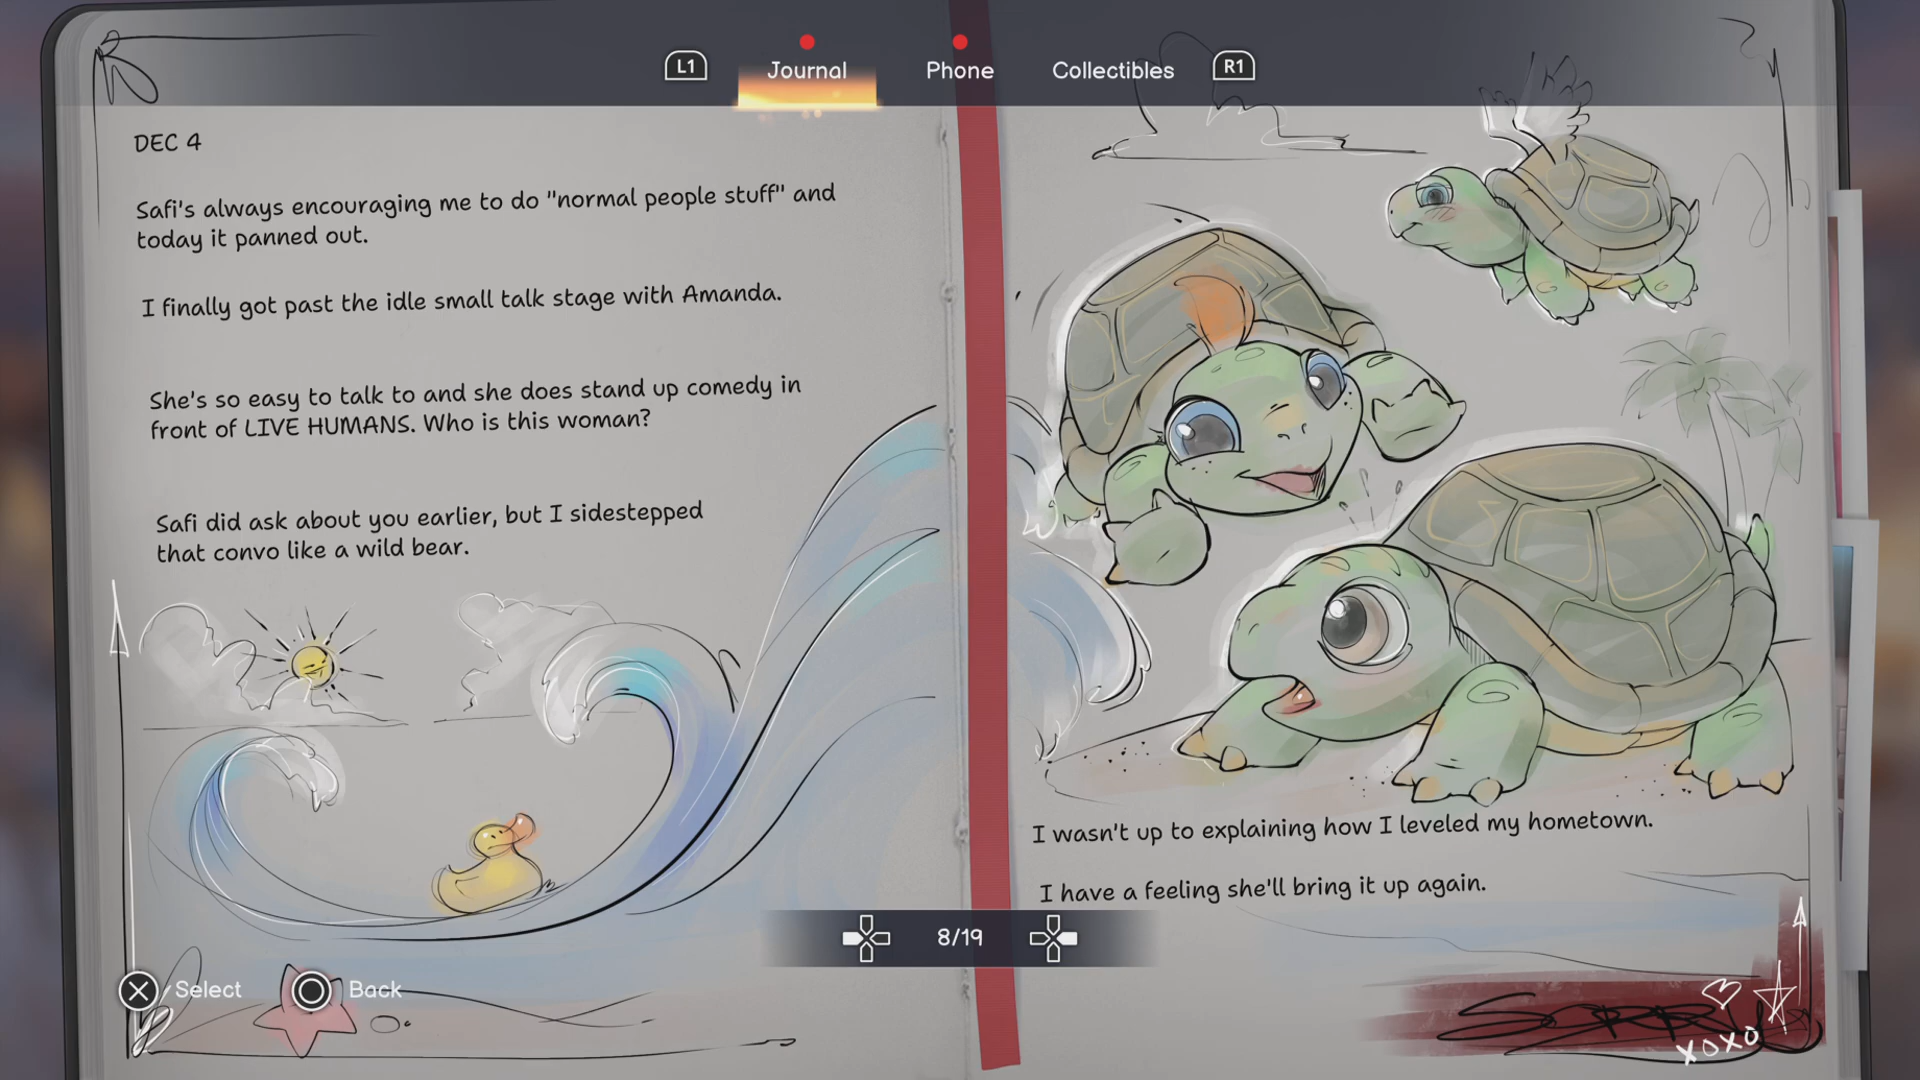 L1
Journal
Phone
Collectibles
R1
DEC 4
Safi's always encouraging me to do "normal people stuff" and
today it panned out.
I finally got past the idle small talk stage with Amanda.
She's so easy to talk to and she does stand up comedy in
front of LIVE HUMANS. Who is this woman?
Safi did ask about you earlier, but I sidestepped
that convo like a wild bear.
I wasn't up to explaining how I leveled my hometown.
I have a feeling she'll bring it up again.
8/19
Select
Back
SORRY
xoxo